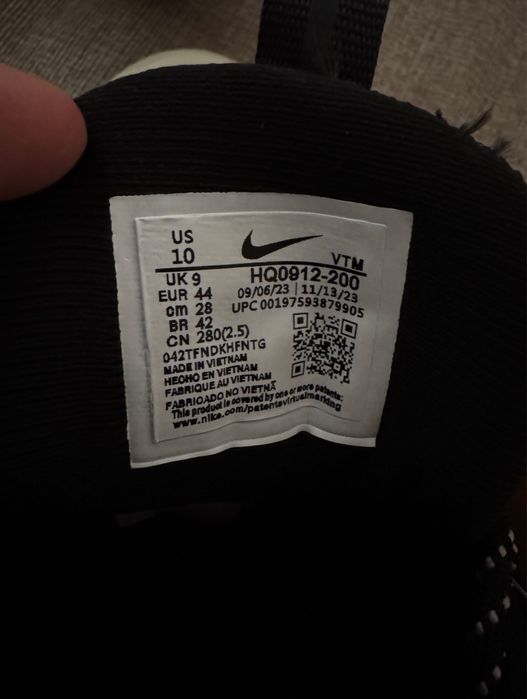 US
10
VTM
UK 9
HQ0912-200
EUR 44
09/06/23 | 11/13/23
cm 28
UPC 00197593879905
BR 42
CN 280(2.5)
042TFNDKHFNTG
MADE IN VIETNAM
HECHO EN VIETNAM
FABRIQUE AU VIETNAM
FABRICADO NO VIETNÃ
This product is covered by one or more patents:
www.nike.com/patentsvirtualmarking